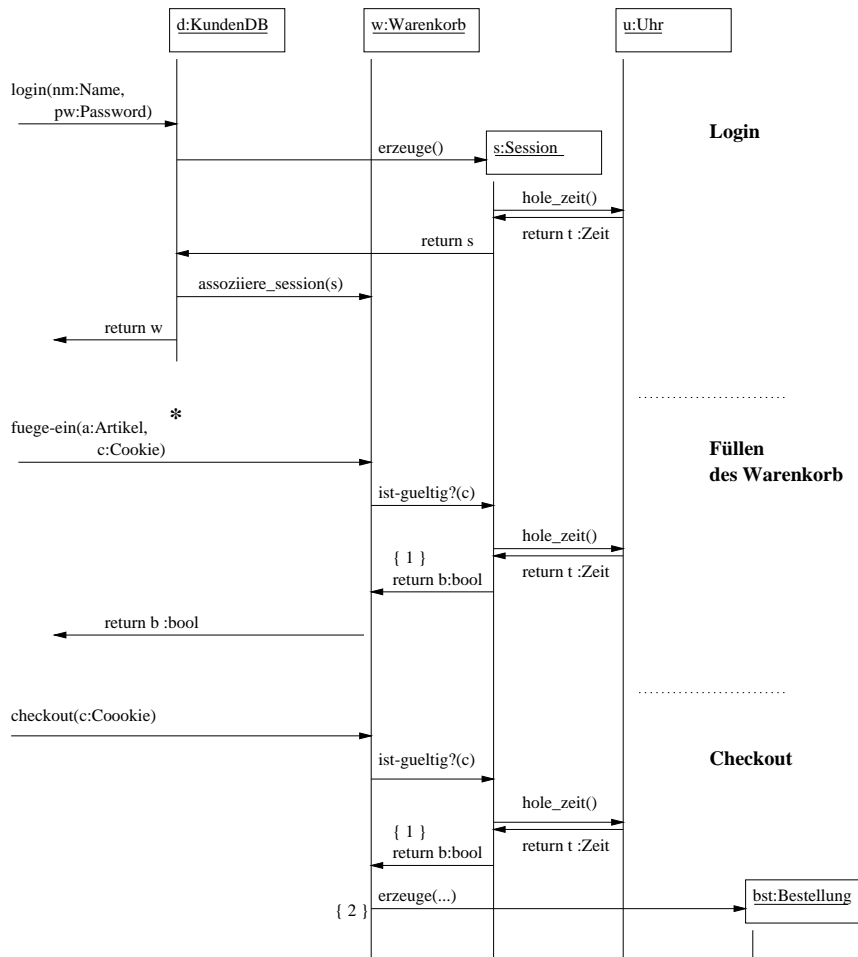 d:KundenDB
w:Warenkorb
u:Uhr
login(nm:Name,
pw:Password)
Login
erzeuge()
s:Session
hole_zeit()
return t :Zeit
return s
assoziiere_session(s)
return w
*
fuege-ein(a:Artikel,
c:Cookie)
Füllen
des Warenkorb
ist-gueltig?(c)
hole_zeit()
{ 1 }
return t :Zeit
return b:bool
return b :bool
checkout(c:Coookie)
Checkout
ist-gueltig?(c)
hole_zeit()
{ 1 }
return t :Zeit
return b:bool
erzeuge(...)
bst:Bestellung
{ 2 }